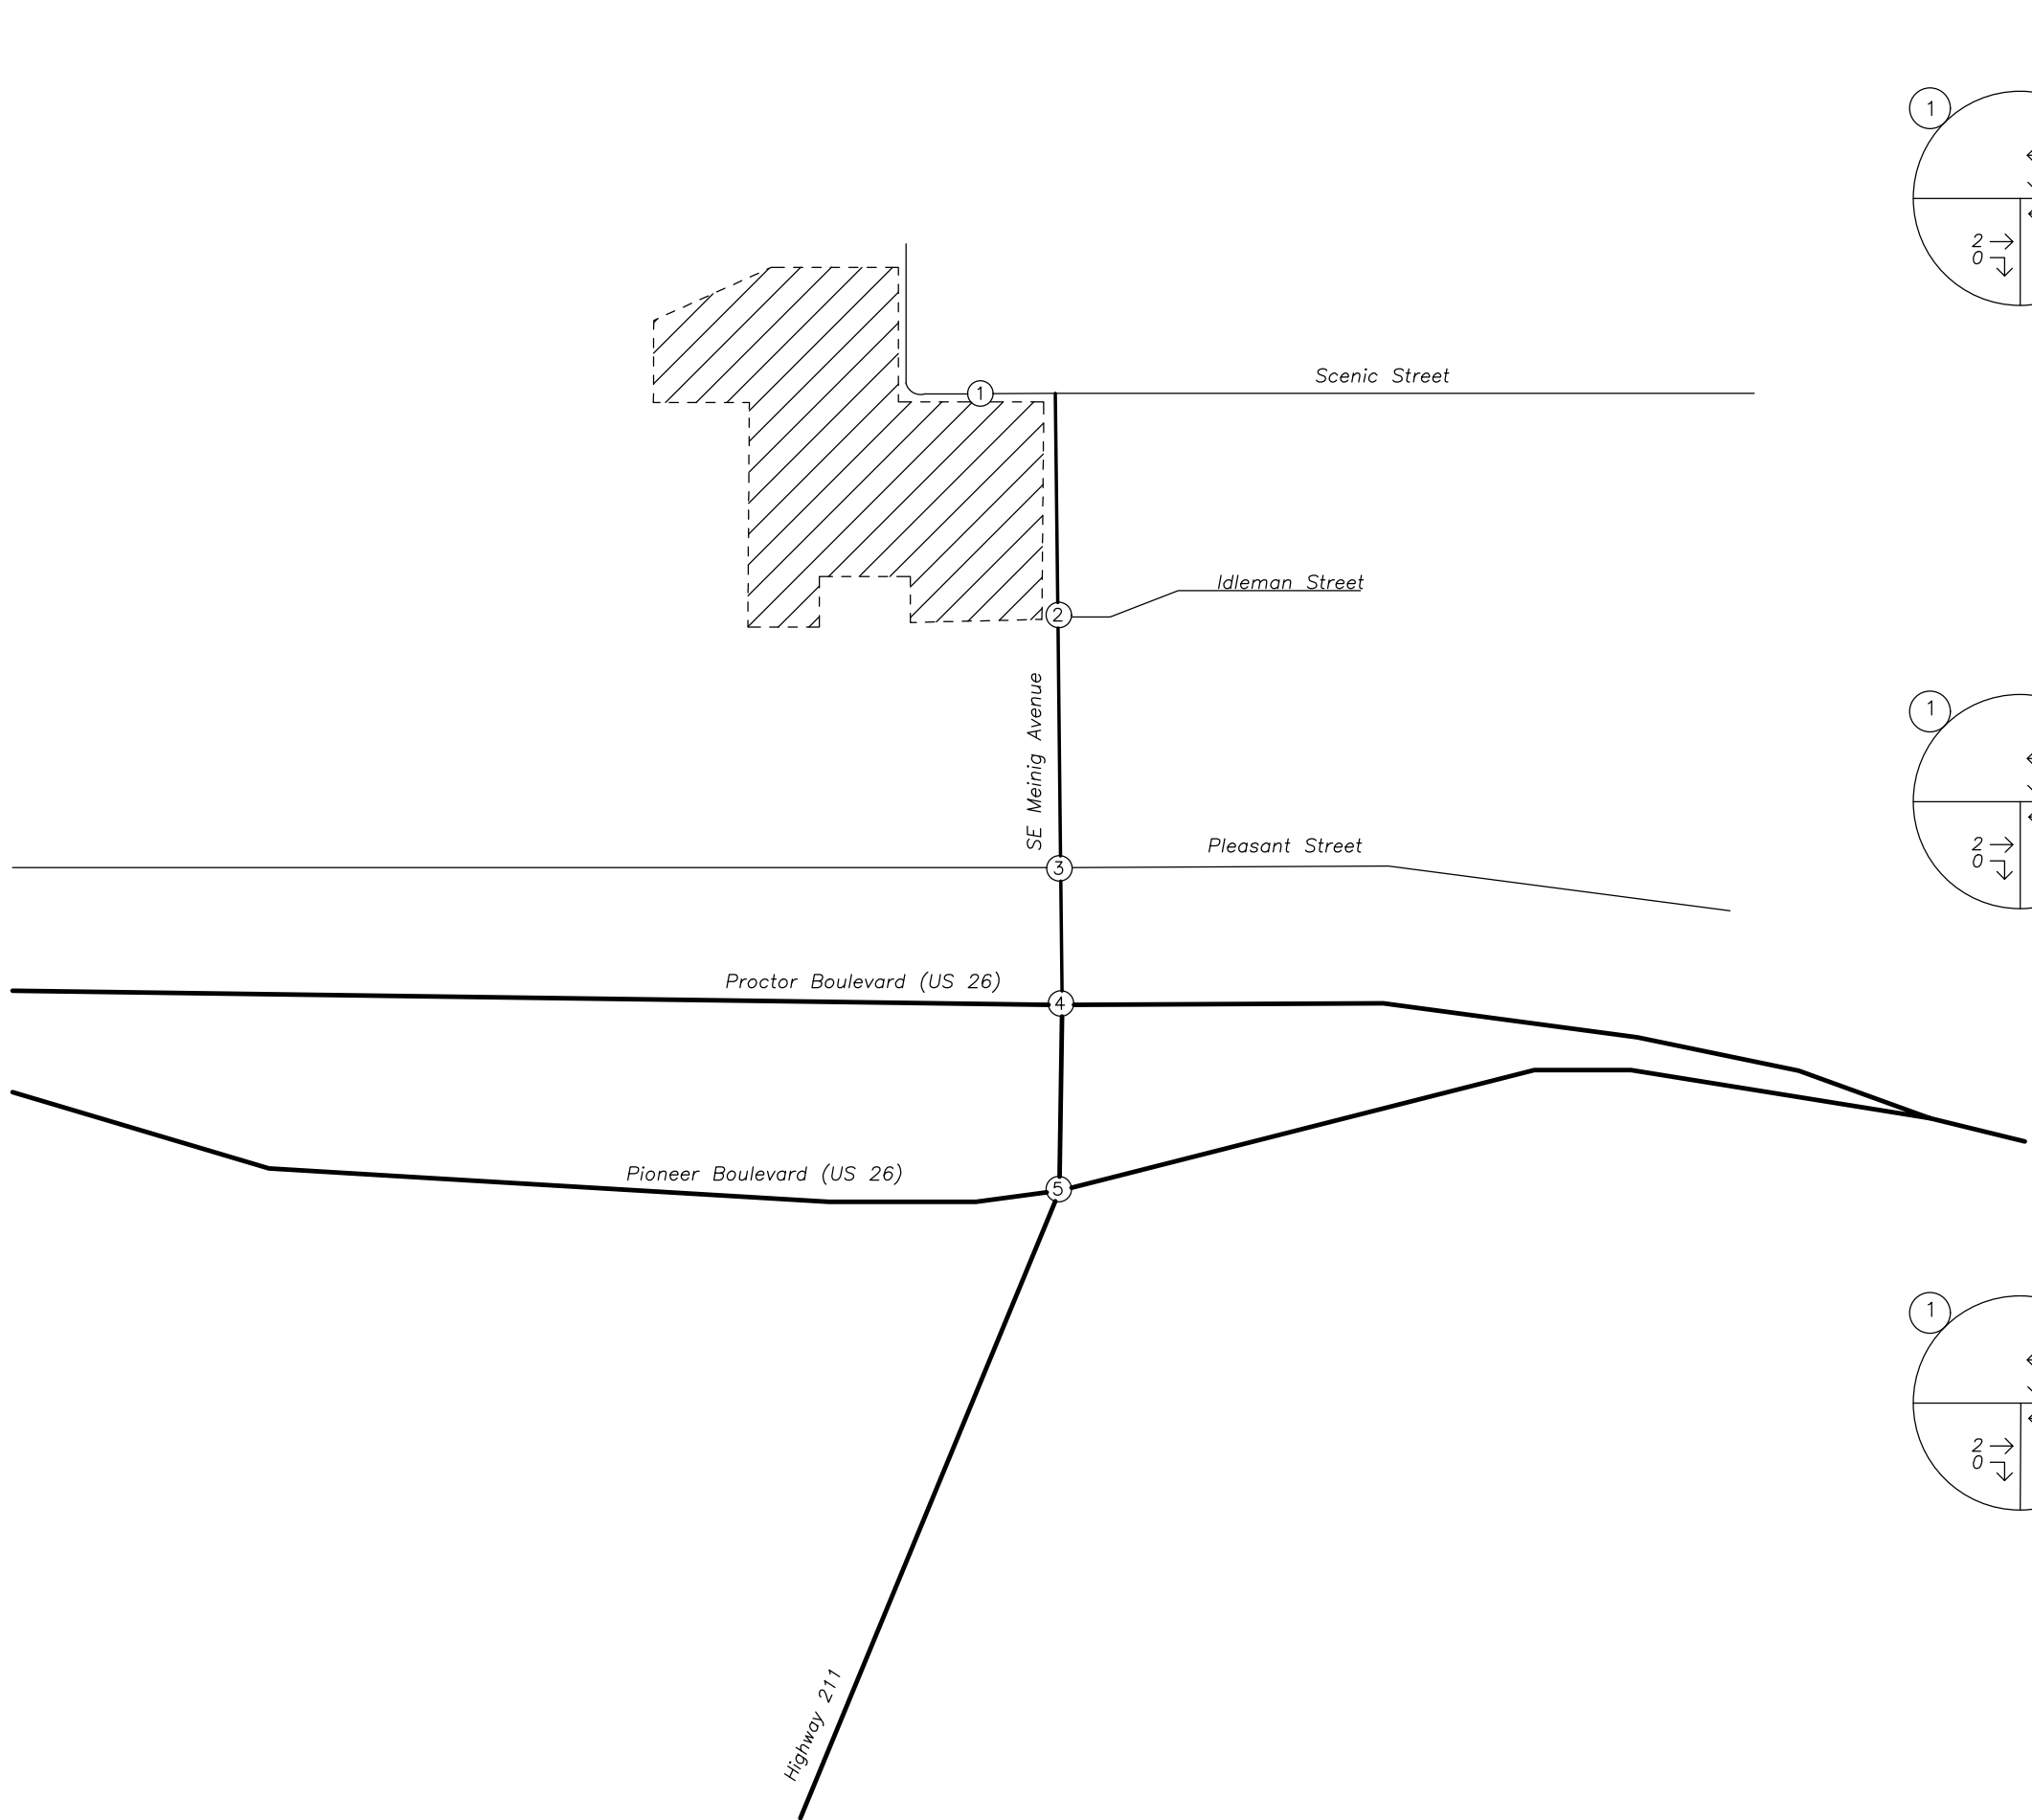 1
2
0
Scenic Street
1
Idleman Street
2
SE Meinig Avenue
1
2
0
Pleasant Street
3
Proctor Boulevard (US 26)
4
Pioneer Boulevard (US 26)
5
1
2
0
Highway 211